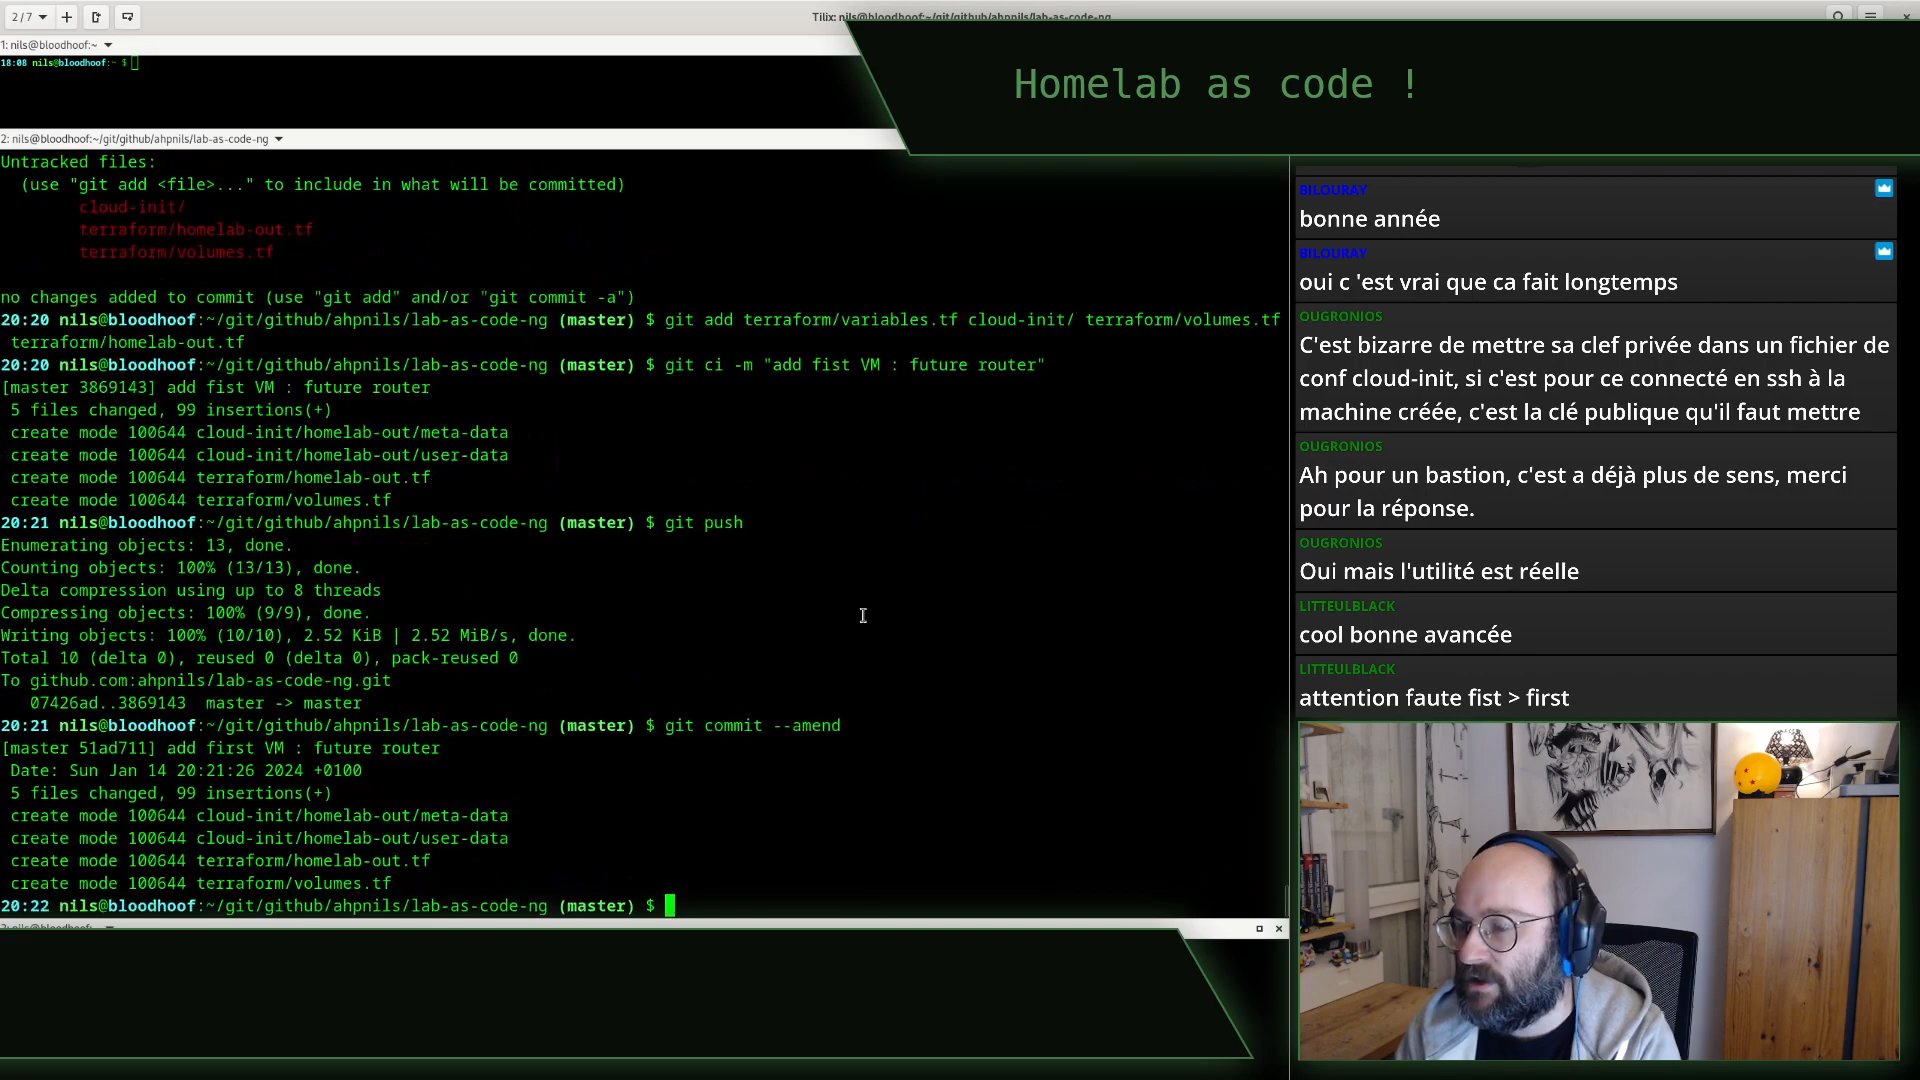 2/7
Tilix: nils@bloodhoof:~/git/github/ahpnils/lab-as-code-ng
1: nils@bloodhoof:~
18:08 nils@bloodhoof:~ $
Homelab as code !
2: nils@bloodhoof:~/git/github/ahpnils/lab-as-code-ng
Untracked files:
(use "git add <file>..." to include in what will be committed)
cloud-init/
terraform/homelab-out.tf
terraform/volumes.tf
no changes added to commit (use "git add" and/or "git commit -a")
20:20 nils@bloodhoof:~/git/github/ahpnils/lab-as-code-ng (master) $ git add terraform/variables.tf cloud-init/ terraform/volumes.tf
terraform/homelab-out.tf
20:20 nils@bloodhoof:~/git/github/ahpnils/lab-as-code-ng (master) $ git ci -m "add fist VM : future router"
[master 3869143] add fist VM : future router
5 files changed, 99 insertions(+)
create mode 100644 cloud-init/homelab-out/meta-data
create mode 100644 cloud-init/homelab-out/user-data
create mode 100644 terraform/homelab-out.tf
create mode 100644 terraform/volumes.tf
20:21 nils@bloodhoof:~/git/github/ahpnils/lab-as-code-ng (master) $ git push
Enumerating objects: 13, done.
Counting objects: 100% (13/13), done.
Delta compression using up to 8 threads
Compressing objects: 100% (9/9), done.
Writing objects: 100% (10/10), 2.52 KiB | 2.52 MiB/s, done.
Total 10 (delta 0), reused 0 (delta 0), pack-reused 0
To github.com:ahpnils/lab-as-code-ng.git
07426ad..3869143 master -> master
20:21 nils@bloodhoof:~/git/github/ahpnils/lab-as-code-ng (master) $ git commit --amend
[master 51ad711] add first VM : future router
Date: Sun Jan 14 20:21:26 2024 +0100
5 files changed, 99 insertions(+)
create mode 100644 cloud-init/homelab-out/meta-data
create mode 100644 cloud-init/homelab-out/user-data
create mode 100644 terraform/homelab-out.tf
create mode 100644 terraform/volumes.tf
20:22 nils@bloodhoof:~/git/github/ahpnils/lab-as-code-ng (master) $
BILOURAY
bonne année
BILOURAY
oui c 'est vrai que ca fait longtemps
OUGRONIOS
C'est bizarre de mettre sa clef privée dans un fichier de
conf cloud-init, si c'est pour ce connecté en ssh à la
machine créée, c'est la clé publique qu'il faut mettre
OUGRONIOS
Ah pour un bastion, c'est a déjà plus de sens, merci
pour la réponse.
OUGRONIOS
Oui mais l'utilité est réelle
LITTEULBLACK
cool bonne avancée
LITTEULBLACK
attention faute fist > first